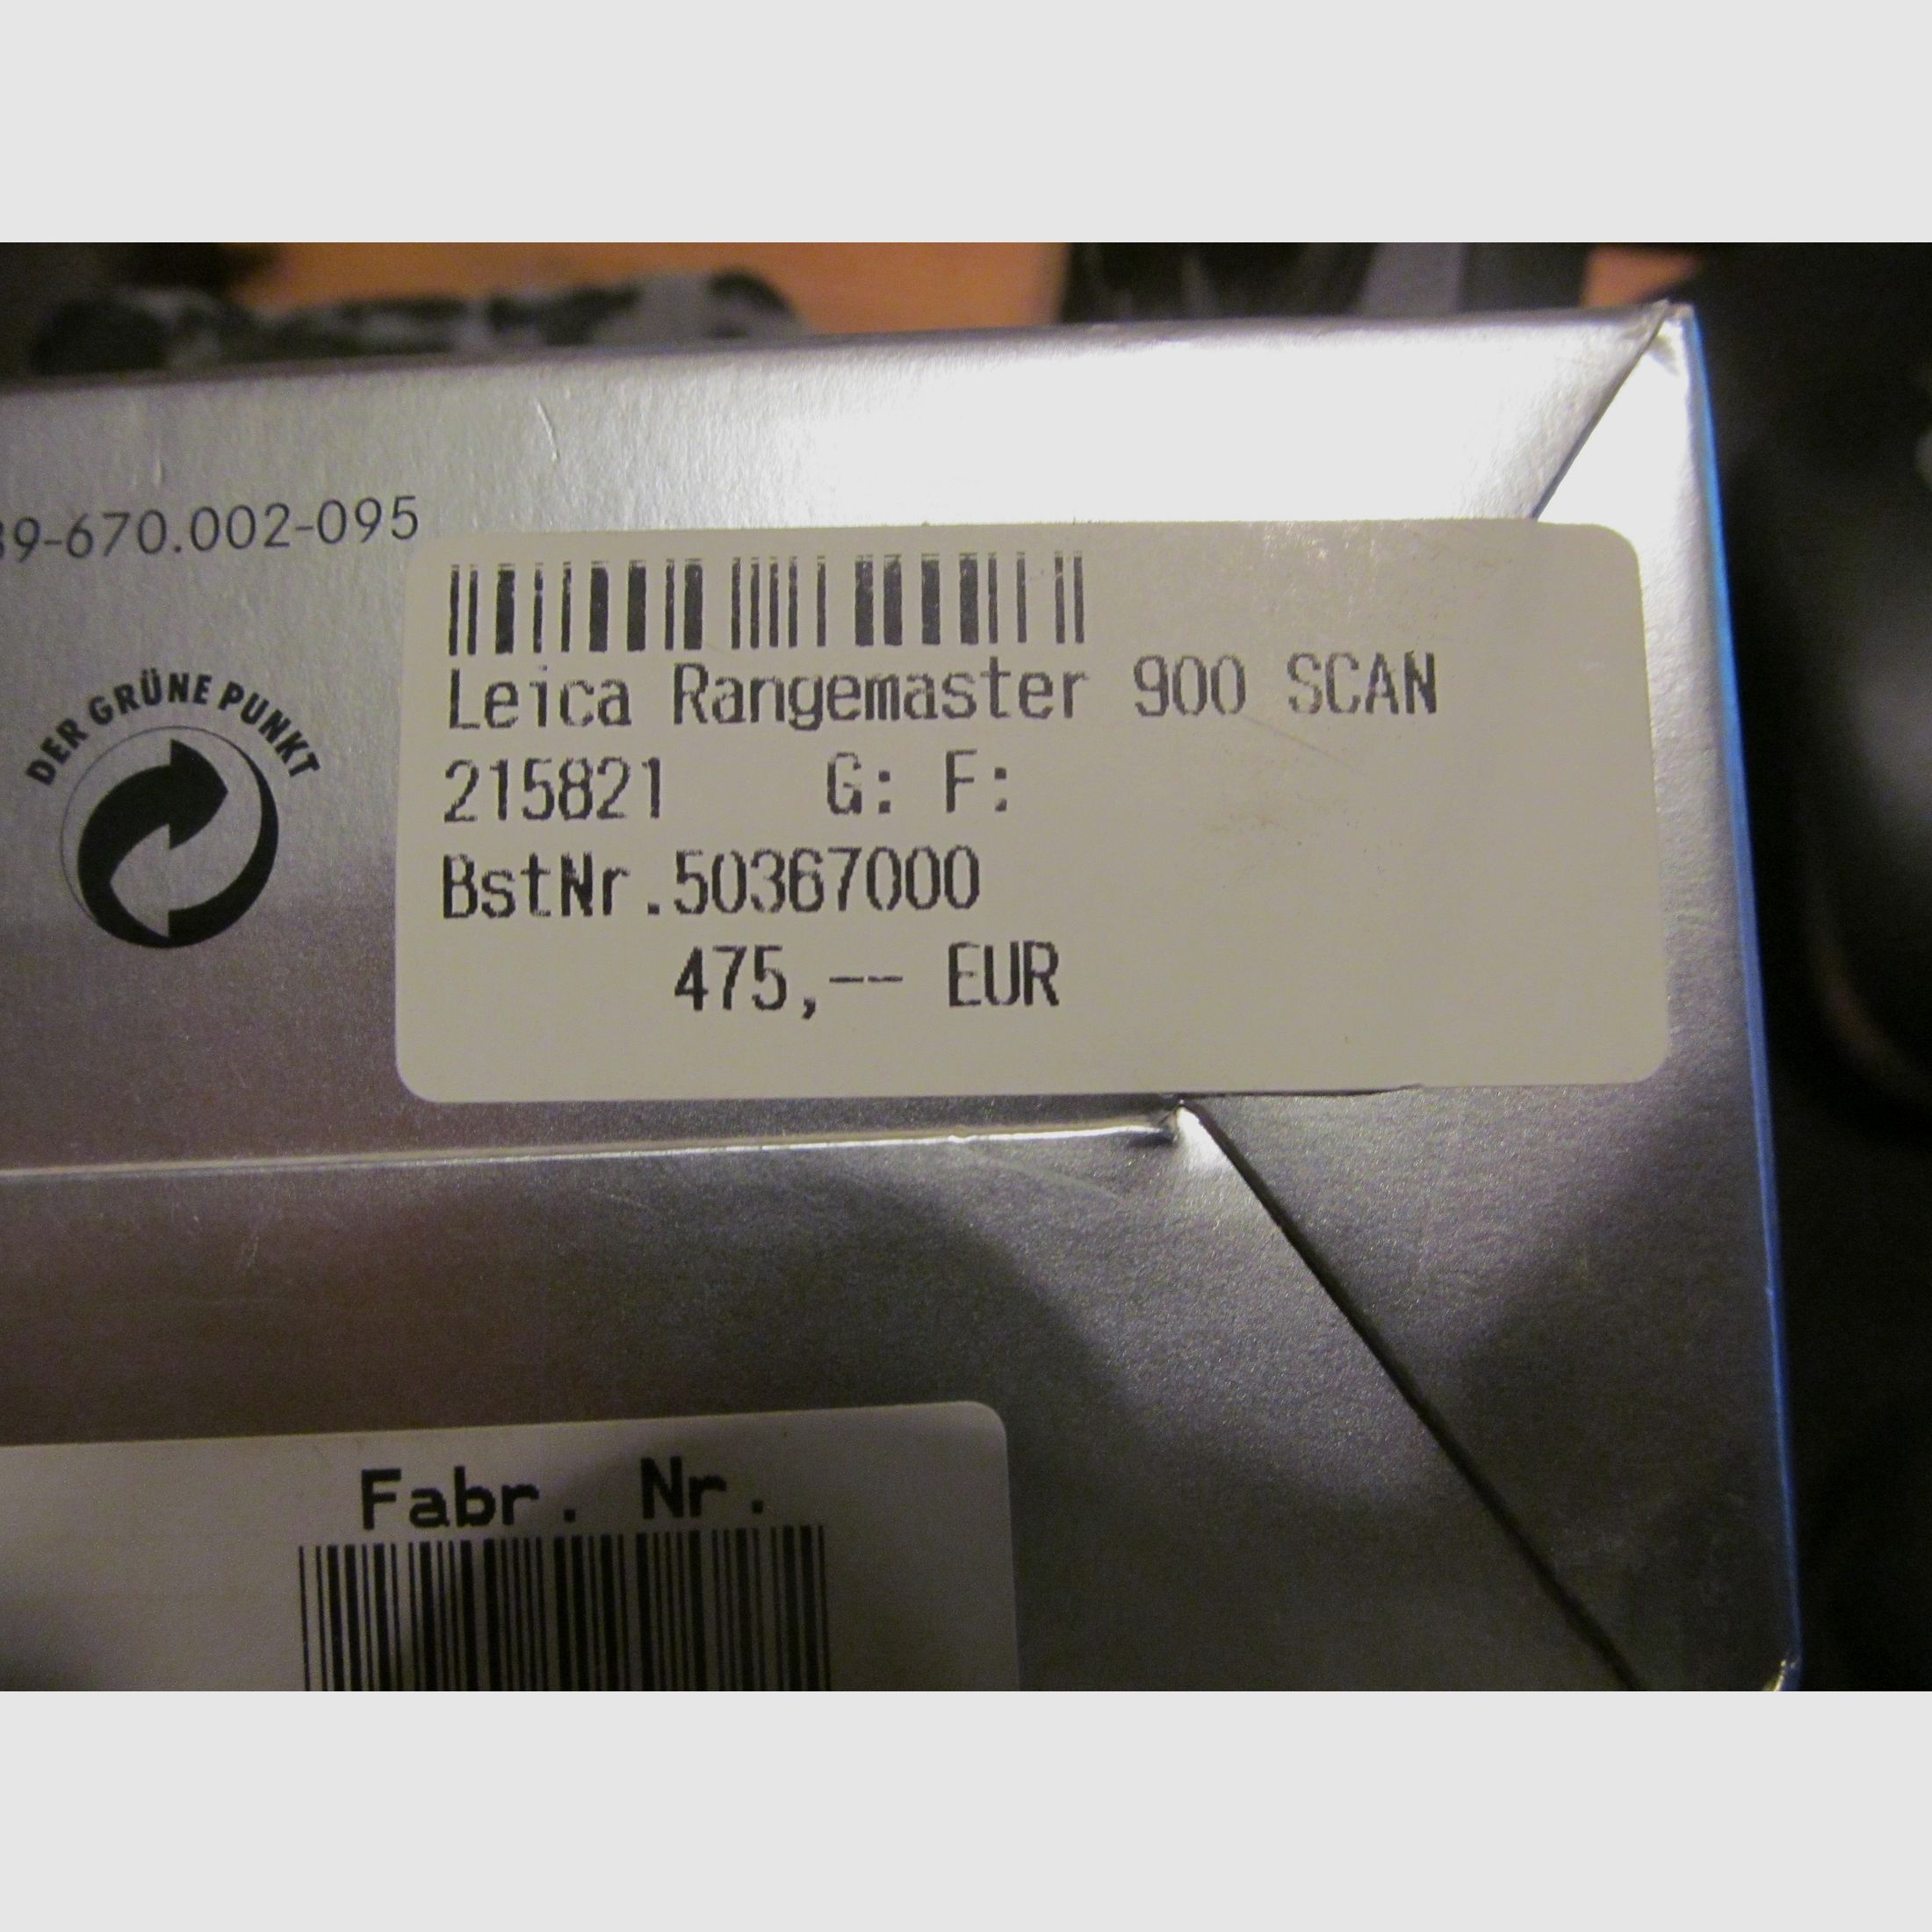 39-670.002-095
DER GRÜNE PUNKT
Leica Rangemaster 900 SCAN
215821 G: F:
BstNr.50367000
475,-- EUR
Fabr. Nr.